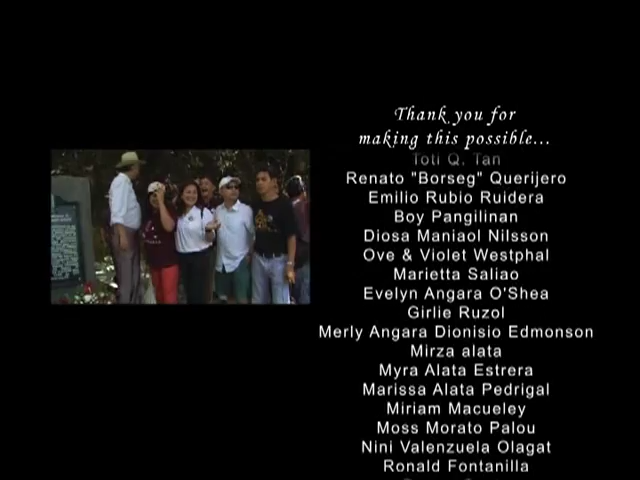 Thank you for
making this possible...
Toti Q. Tan
Renato "Borseg" Querijero
Emilio Rubio Ruidera
Boy Pangilinan
Diosa Maniaol Nilsson
Ove & Violet Westphal
Marietta Saliao
Evelyn Angara O'Shea
Girlie Ruzol
Merly Angara Dionisio Edmonson
Mirza alata
Myra Alata Estrera
Marissa Alata Pedrigal
Miriam Macueley
Moss Morato Palou
Nini Valenzuela Olagat
Ronald Fontanilla